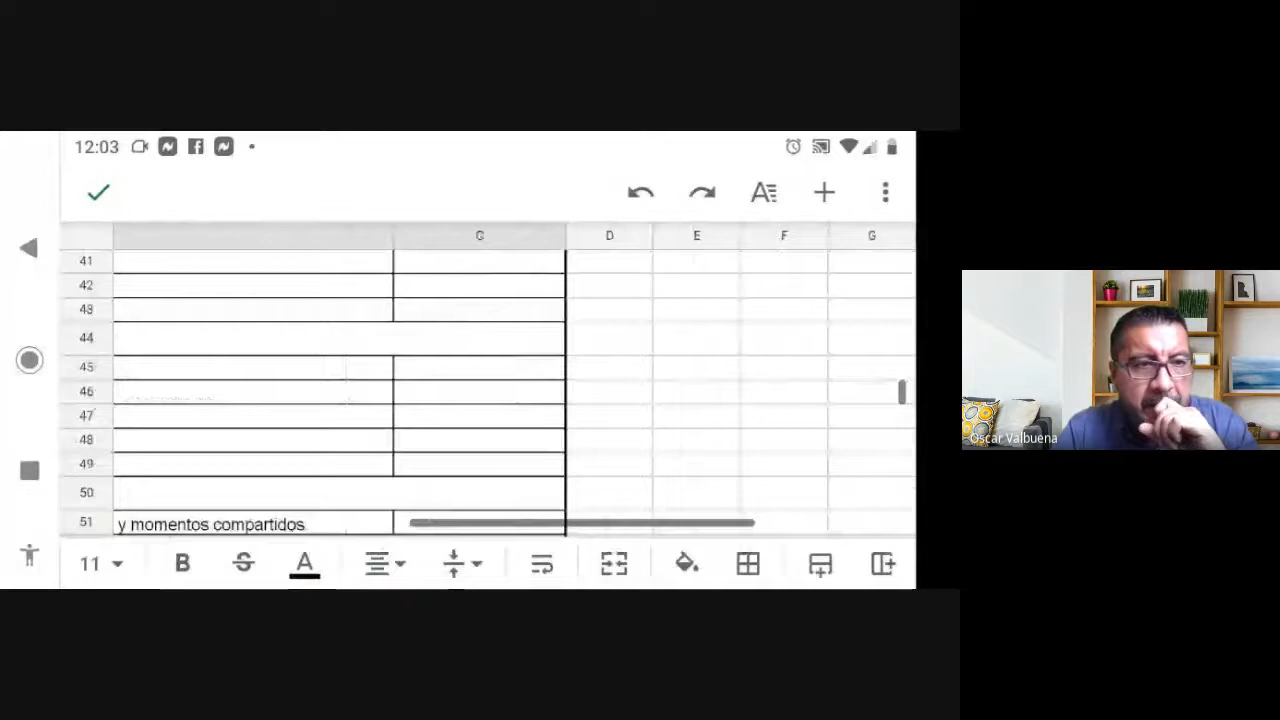 12:03
C D E F G
41
42
43
44
45
46
47
48
49
50
51 y momentos compartidos
11 B S A
Oscar Valbuena